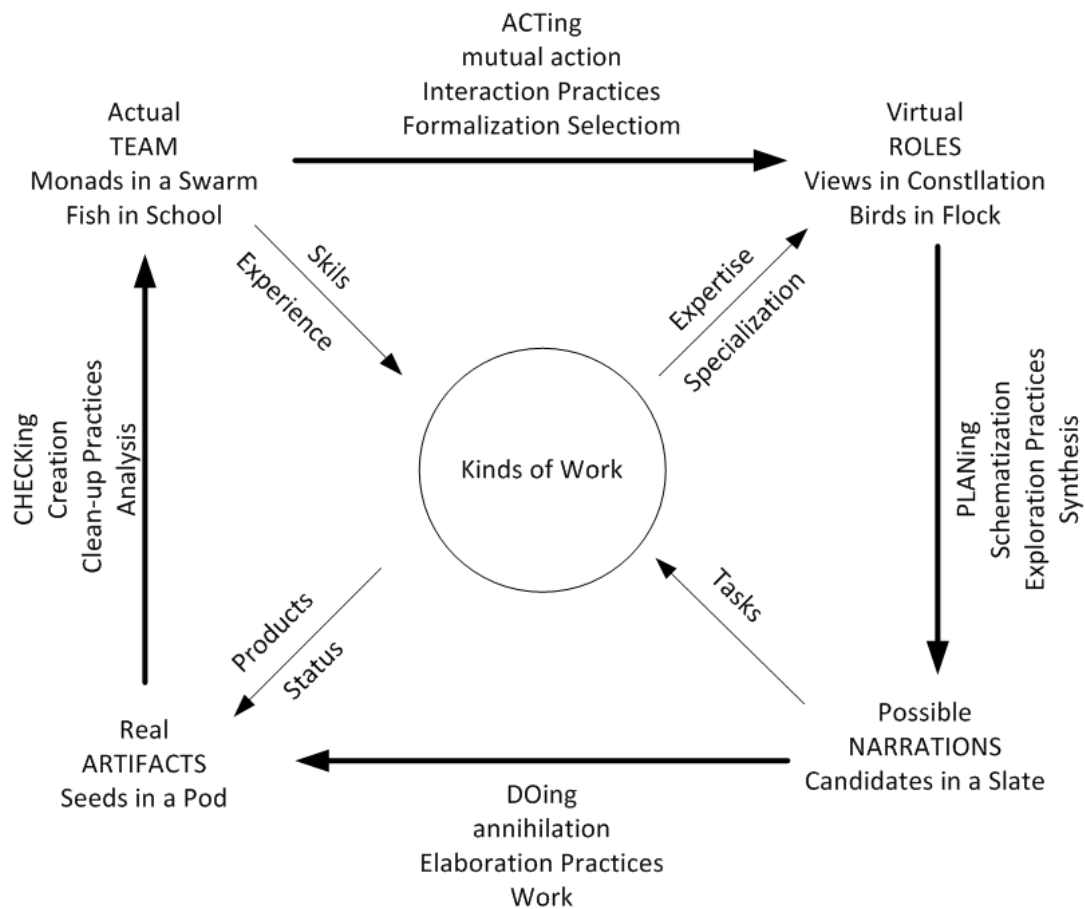 ACTing
mutual action
Interaction Practices
Formalization Selectiom
Actual
TEAM
Monads in a Swarm
Fish in School
Virtual
ROLES
Views in Constllation
Birds in Flock
Skils
Experience
Expertise
Specialization
CHECKing
Creation
Clean-up Practices
Analysis
Kinds of Work
PLANing
Schematization
Exploration Practices
Synthesis
Products
Status
Tasks
Real
ARTIFACTS
Seeds in a Pod
Possible
NARRATIONS
Candidates in a Slate
DOing
annihilation
Elaboration Practices
Work